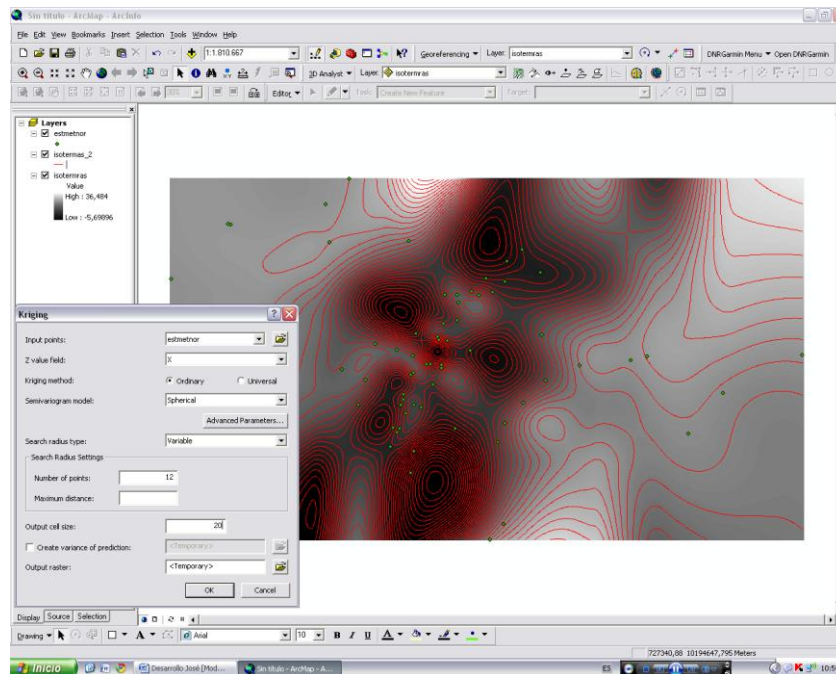 Sin título - ArcMap - ArcInfo
File Edit View Bookmarks Insert Selection Tools Window Help
1:1.810.667
Georeferencing
Layer: isotermras
DNRGarmin Menu Open DNRGarmin
3D Analyst
Layer: isotermras
Editor
Task: Create New Feature
Target:
Layers
estmetnor
isotermas_2
isotermras
Value
High : 36,484
Low : -5,69896
Kriging
Input points: estmetnor
Z value field: X
Kriging method: Ordinary Universal
Semivariogram model: Spherical
Advanced Parameters...
Search radius type: Variable
Search Radius Settings
Number of points: 12
Maximum distance:
Output cell size: 20
Create variance of prediction: <Temporary>
Output raster: <Temporary>
OK Cancel
Display Source Selection
Drawing
A
Arial 10 B I U A
727340,88 10194647,795 Meters
Inicio
Desarrollo José [Mod...
Sin título - ArcMap - A...
ES
10:5